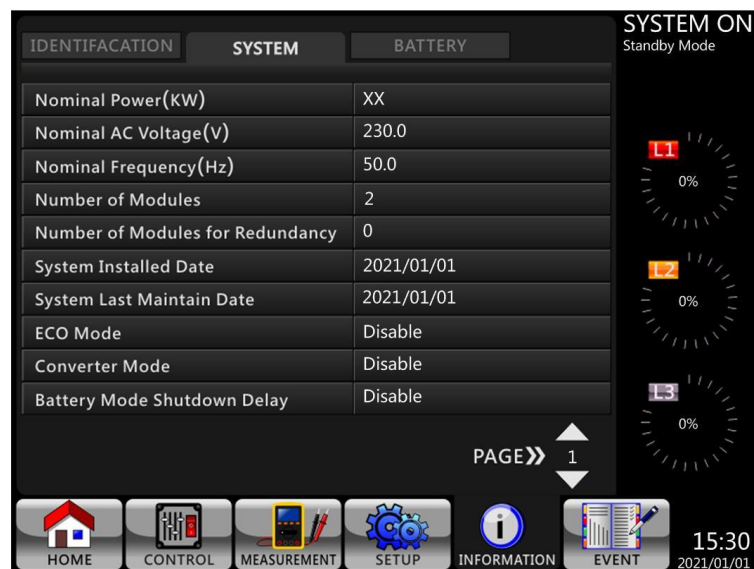 SYSTEM ON
Standby Mode
IDENTIFACATION SYSTEM BATTERY
Nominal Power(KW) XX
Nominal AC Voltage(V) 230.0
Nominal Frequency(Hz) 50.0
Number of Modules 2
Number of Modules for Redundancy 0
System Installed Date 2021/01/01
System Last Maintain Date 2021/01/01
ECO Mode Disable
Converter Mode Disable
Battery Mode Shutdown Delay Disable
L1
0%
L2
0%
L3
0%
PAGE 1
HOME CONTROL MEASUREMENT SETUP INFORMATION EVENT
15:30
2021/01/01